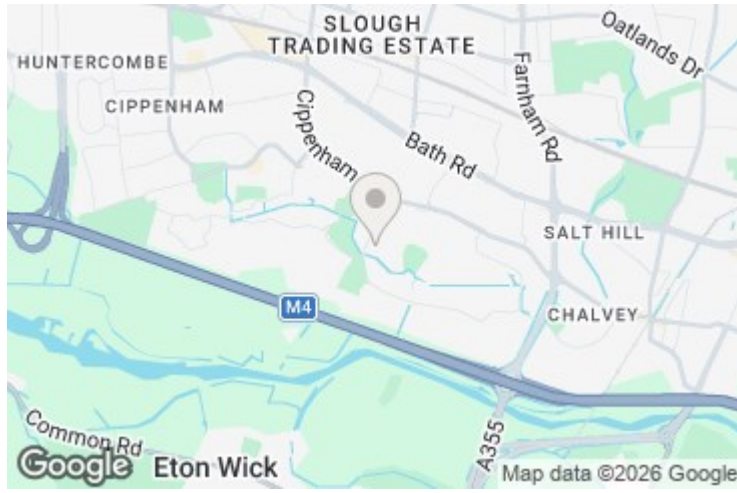 SLOUGH
TRADING ESTATE
Oatlands Dr
HUNTERCOMBE
CIPPENHAM
Cippenham
Farnham Rd
Bath Rd
SALT HILL
M4
CHALVEY
Common Rd
A355
Google
Eton Wick
Map data ©2026 Google